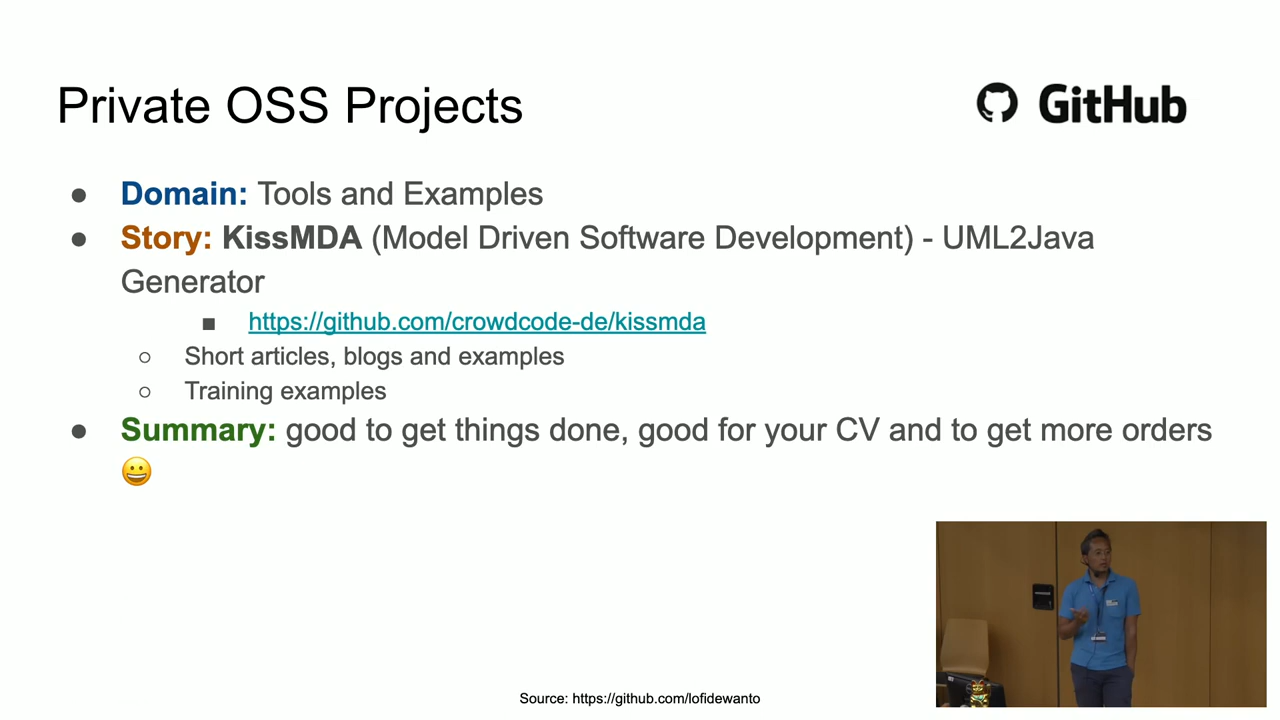 Private OSS Projects
GitHub
● Domain: Tools and Examples
● Story: KissMDA (Model Driven Software Development) - UML2Java
Generator
■ https://github.com/crowdcode-de/kissmda
○ Short articles, blogs and examples
○ Training examples
● Summary: good to get things done, good for your CV and to get more orders
😀
Source: https://github.com/lofidewanto